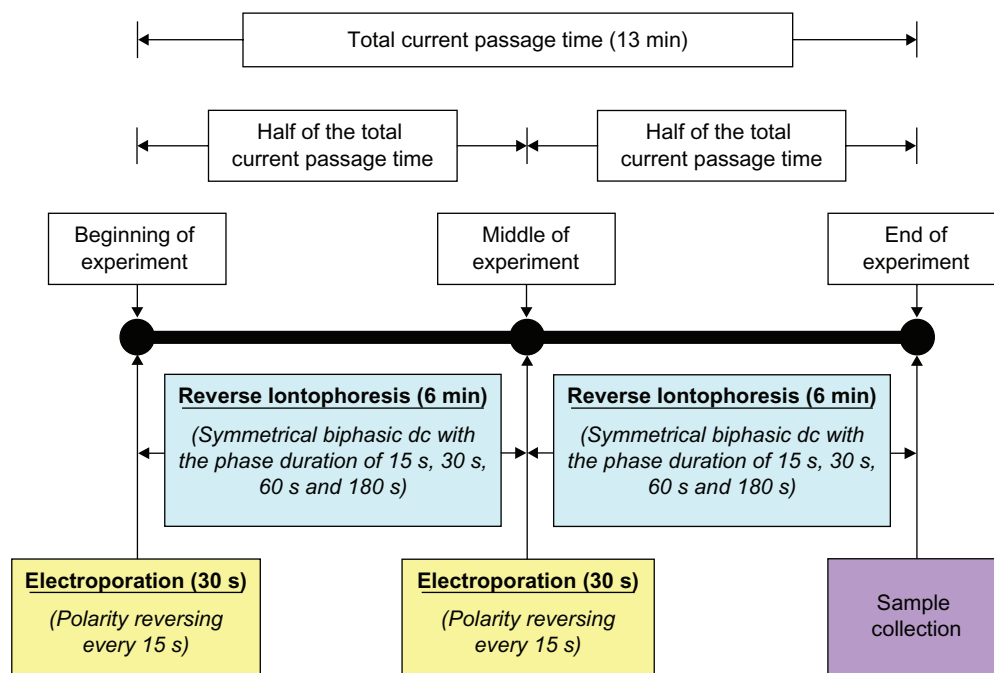 Total current passage time (13 min)
Half of the total
current passage time
Half of the total
current passage time
Beginning of
experiment
Middle of
experiment
End of
experiment
Reverse Iontophoresis (6 min)
(Symmetrical biphasic dc with
the phase duration of 15 s, 30 s,
60 s and 180 s)
Reverse Iontophoresis (6 min)
(Symmetrical biphasic dc with
the phase duration of 15 s, 30 s,
60 s and 180 s)
Electroporation (30 s)
(Polarity reversing
every 15 s)
Electroporation (30 s)
(Polarity reversing
every 15 s)
Sample
collection